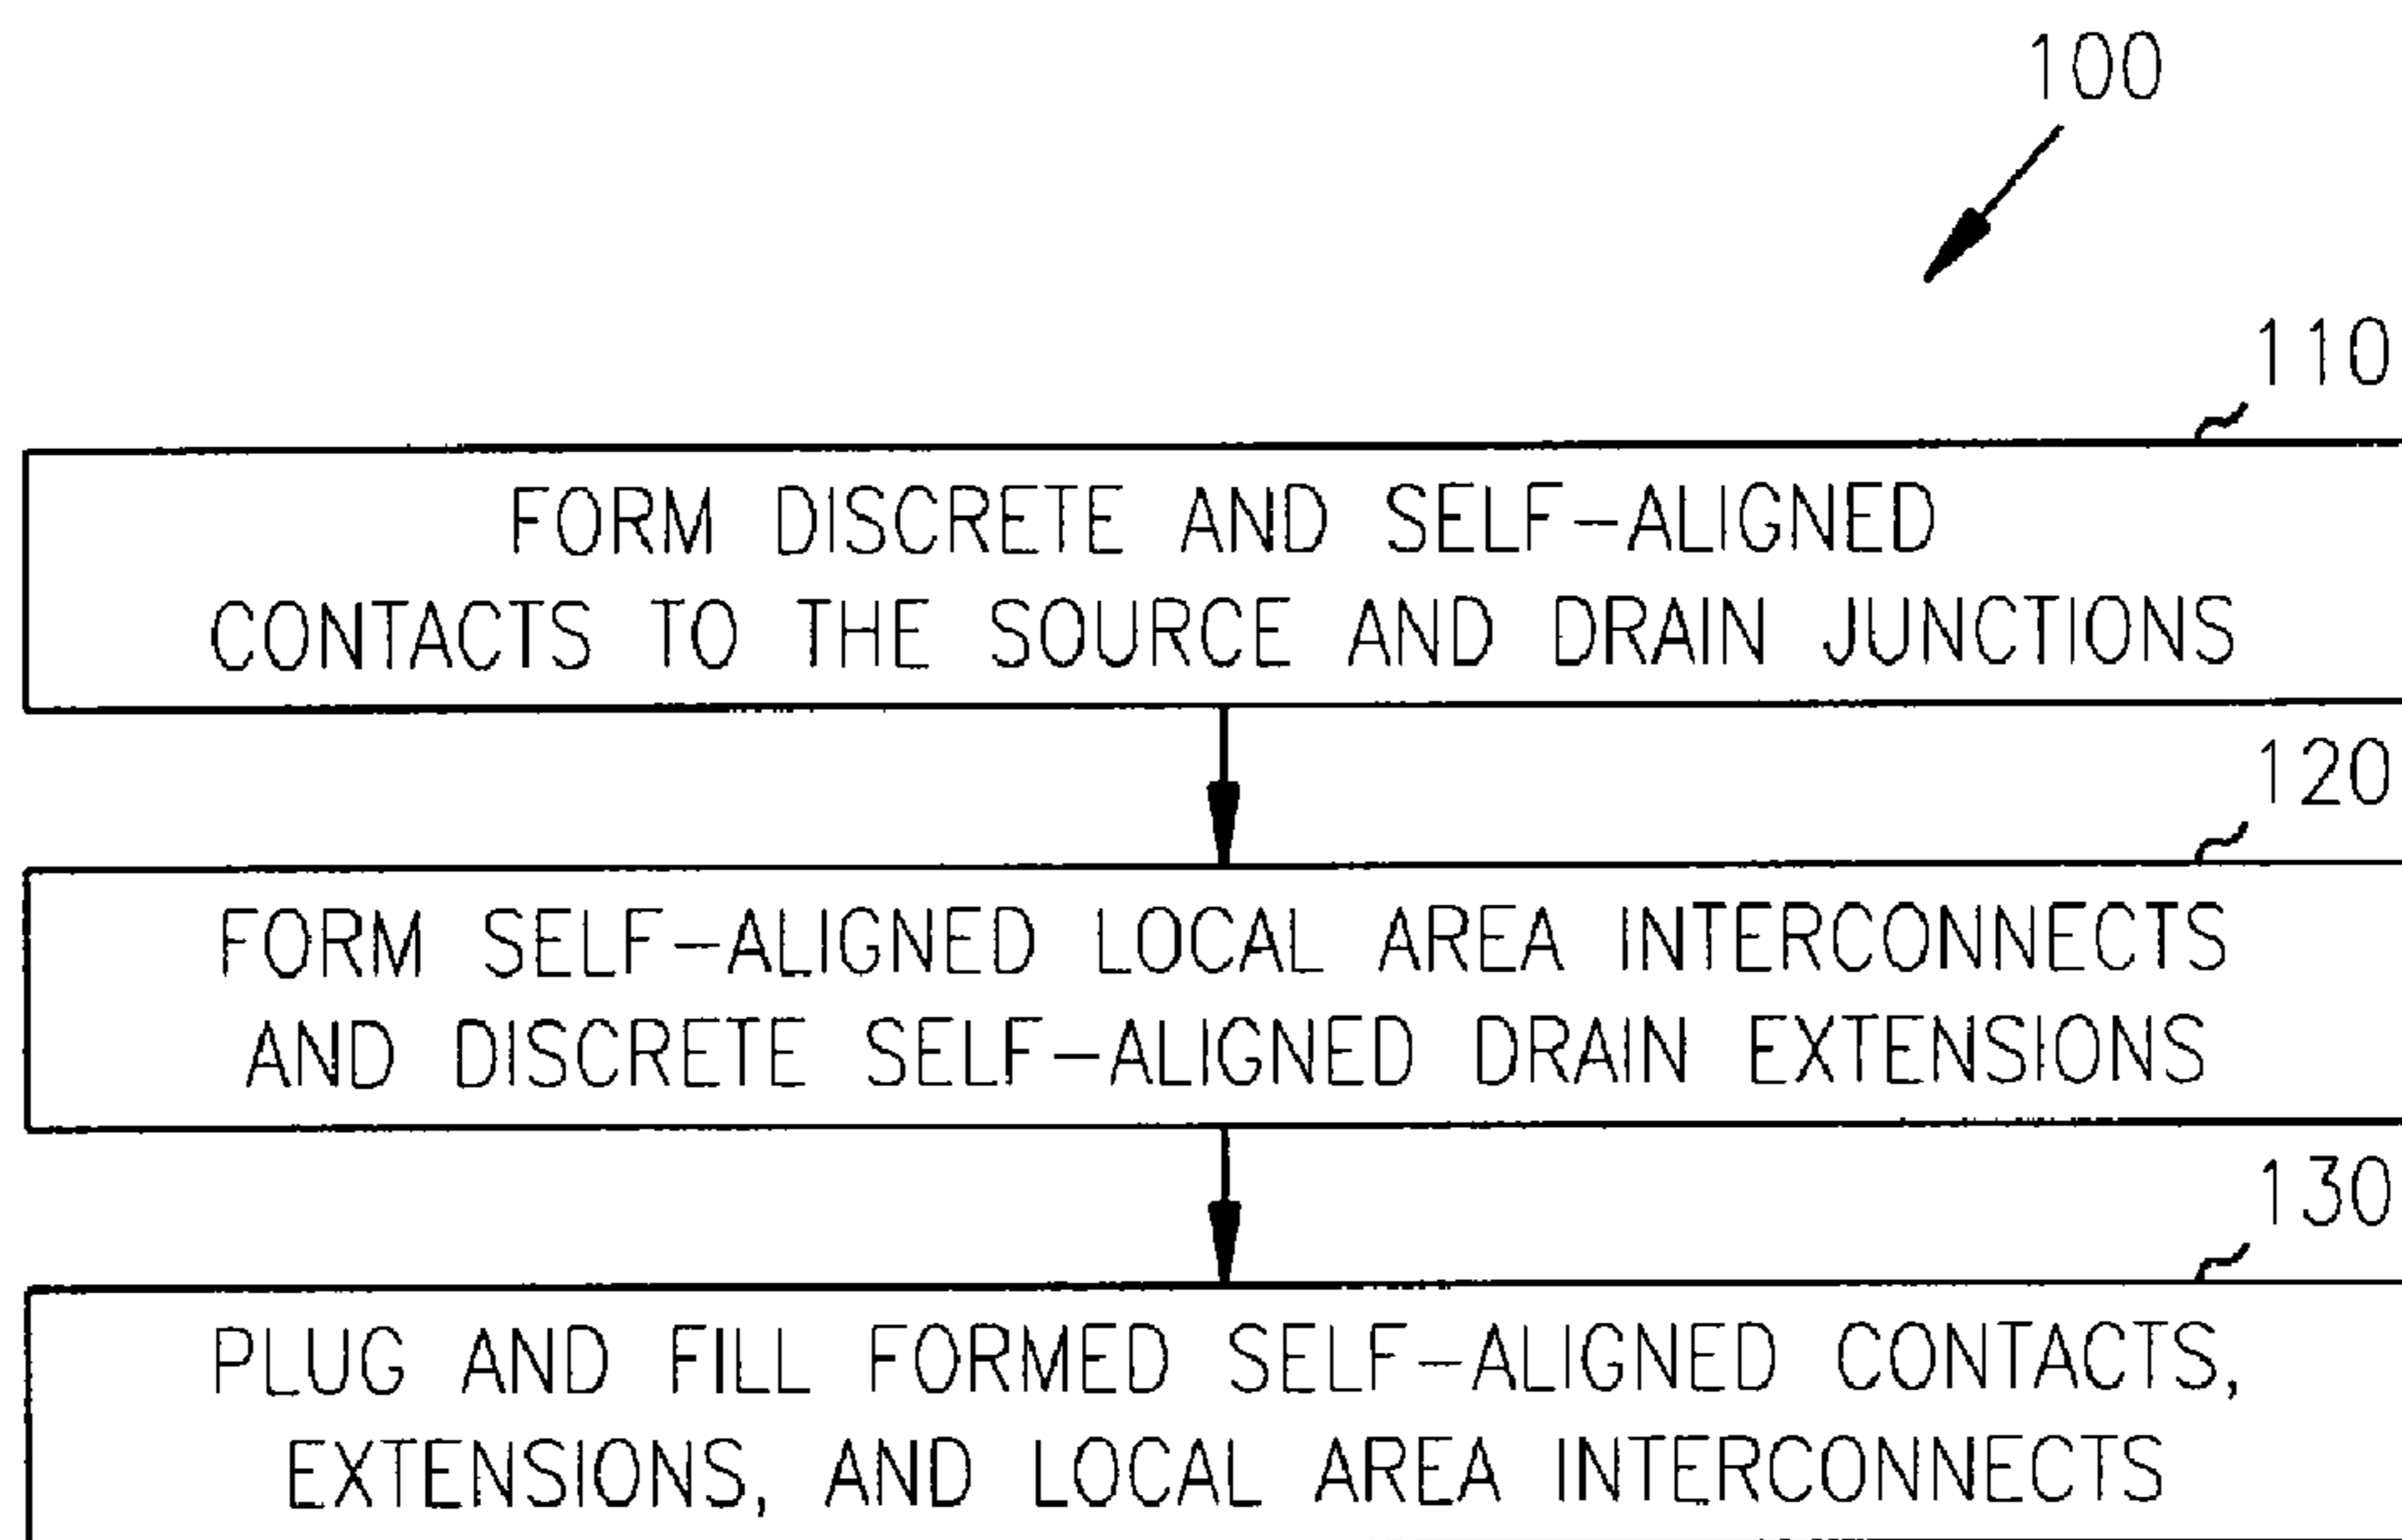 100
110
FORM DISCRETE AND SELF-ALIGNED
CONTACTS TO THE SOURCE AND DRAIN JUNCTIONS
120
FORM SELF-ALIGNED LOCAL AREA INTERCONNECTS
AND DISCRETE SELF-ALIGNED DRAIN EXTENSIONS
130
PLUG AND FILL FORMED SELF-ALIGNED CONTACTS,
EXTENSIONS, AND LOCAL AREA INTERCONNECTS